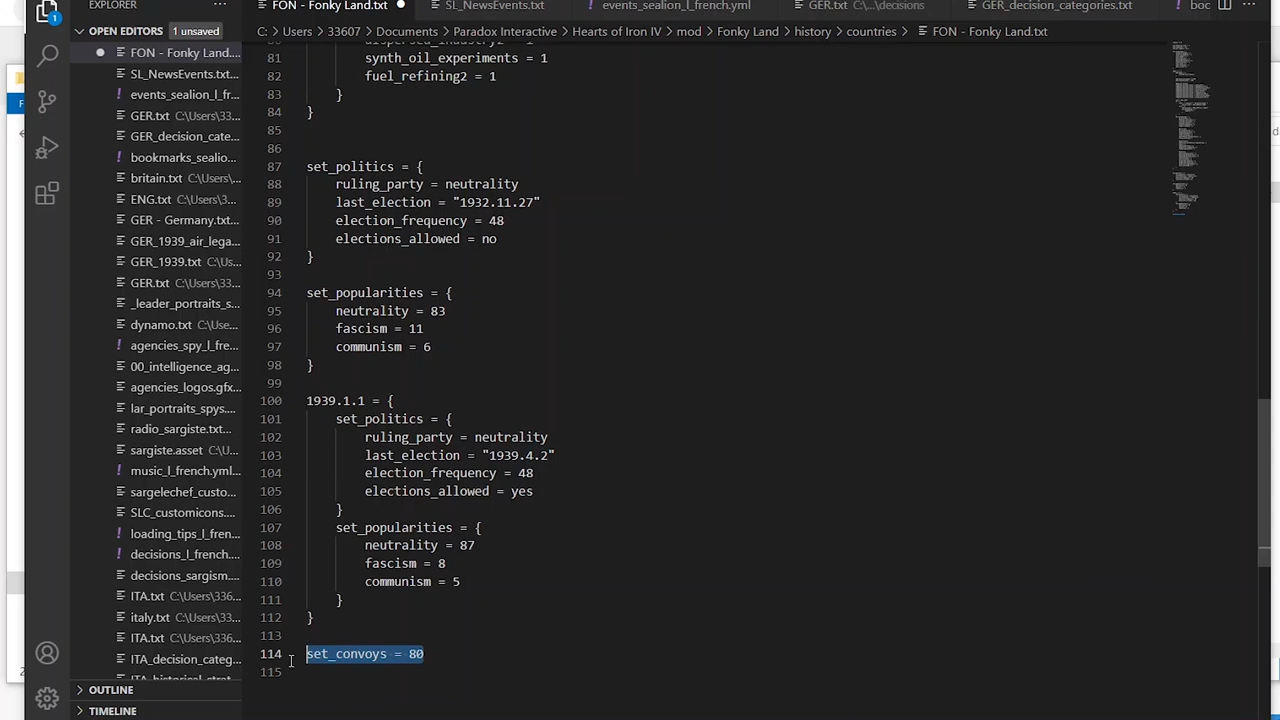 EXPLORER
···
FON - Fonky Land.txt
SL_NewsEvents.txt
! events_sealion_l_french.yml
GER.txt C:\...\decisions
GER_decision_categories.txt
! boc
···
1
OPEN EDITORS 1 unsaved
FON - Fonky Land....
SL_NewsEvents.txt...
! events_sealion_l_fr...
GER.txt C:\Users\33...
GER_decision_cate...
bookmarks_sealio...
britain.txt C:\Users...
ENG.txt C:\Users\3...
GER - Germany.txt...
GER_1939_air_lega...
GER_1939.txt C:\Us...
GER.txt C:\Users\33...
_leader_portraits_s...
dynamo.txt C:\Use...
! agencies_spy_l_fre...
00_intelligence_ag...
agencies_logos.gfx...
lar_portraits_spys...
radio_sargiste.txt...
sargiste.asset C:\U...
! music_l_french.yml...
sargelechef_custo...
SLC_customicons....
! loading_tips_l_fren...
! decisions_l_french....
decisions_sargism....
ITA.txt C:\Users\336...
italy.txt C:\Users\33...
ITA.txt C:\Users\336...
ITA_decision_categ...
ITA_historical_strat...
OUTLINE
TIMELINE
C: > Users > 33607 > Documents > Paradox Interactive > Hearts of Iron IV > mod > Fonky Land > history > countries > FON - Fonky Land.txt
80 dispersed_industry2 = 1
81 synth_oil_experiments = 1
82 fuel_refining2 = 1
83 }
84 }
85
86
87 set_politics = {
88 ruling_party = neutrality
89 last_election = "1932.11.27"
90 election_frequency = 48
91 elections_allowed = no
92 }
93
94 set_popularities = {
95 neutrality = 83
96 fascism = 11
97 communism = 6
98 }
99
100 1939.1.1 = {
101 set_politics = {
102 ruling_party = neutrality
103 last_election = "1939.4.2"
104 election_frequency = 48
105 elections_allowed = yes
106 }
107 set_popularities = {
108 neutrality = 87
109 fascism = 8
110 communism = 5
111 }
112 }
113
114 set_convoys = 80
115